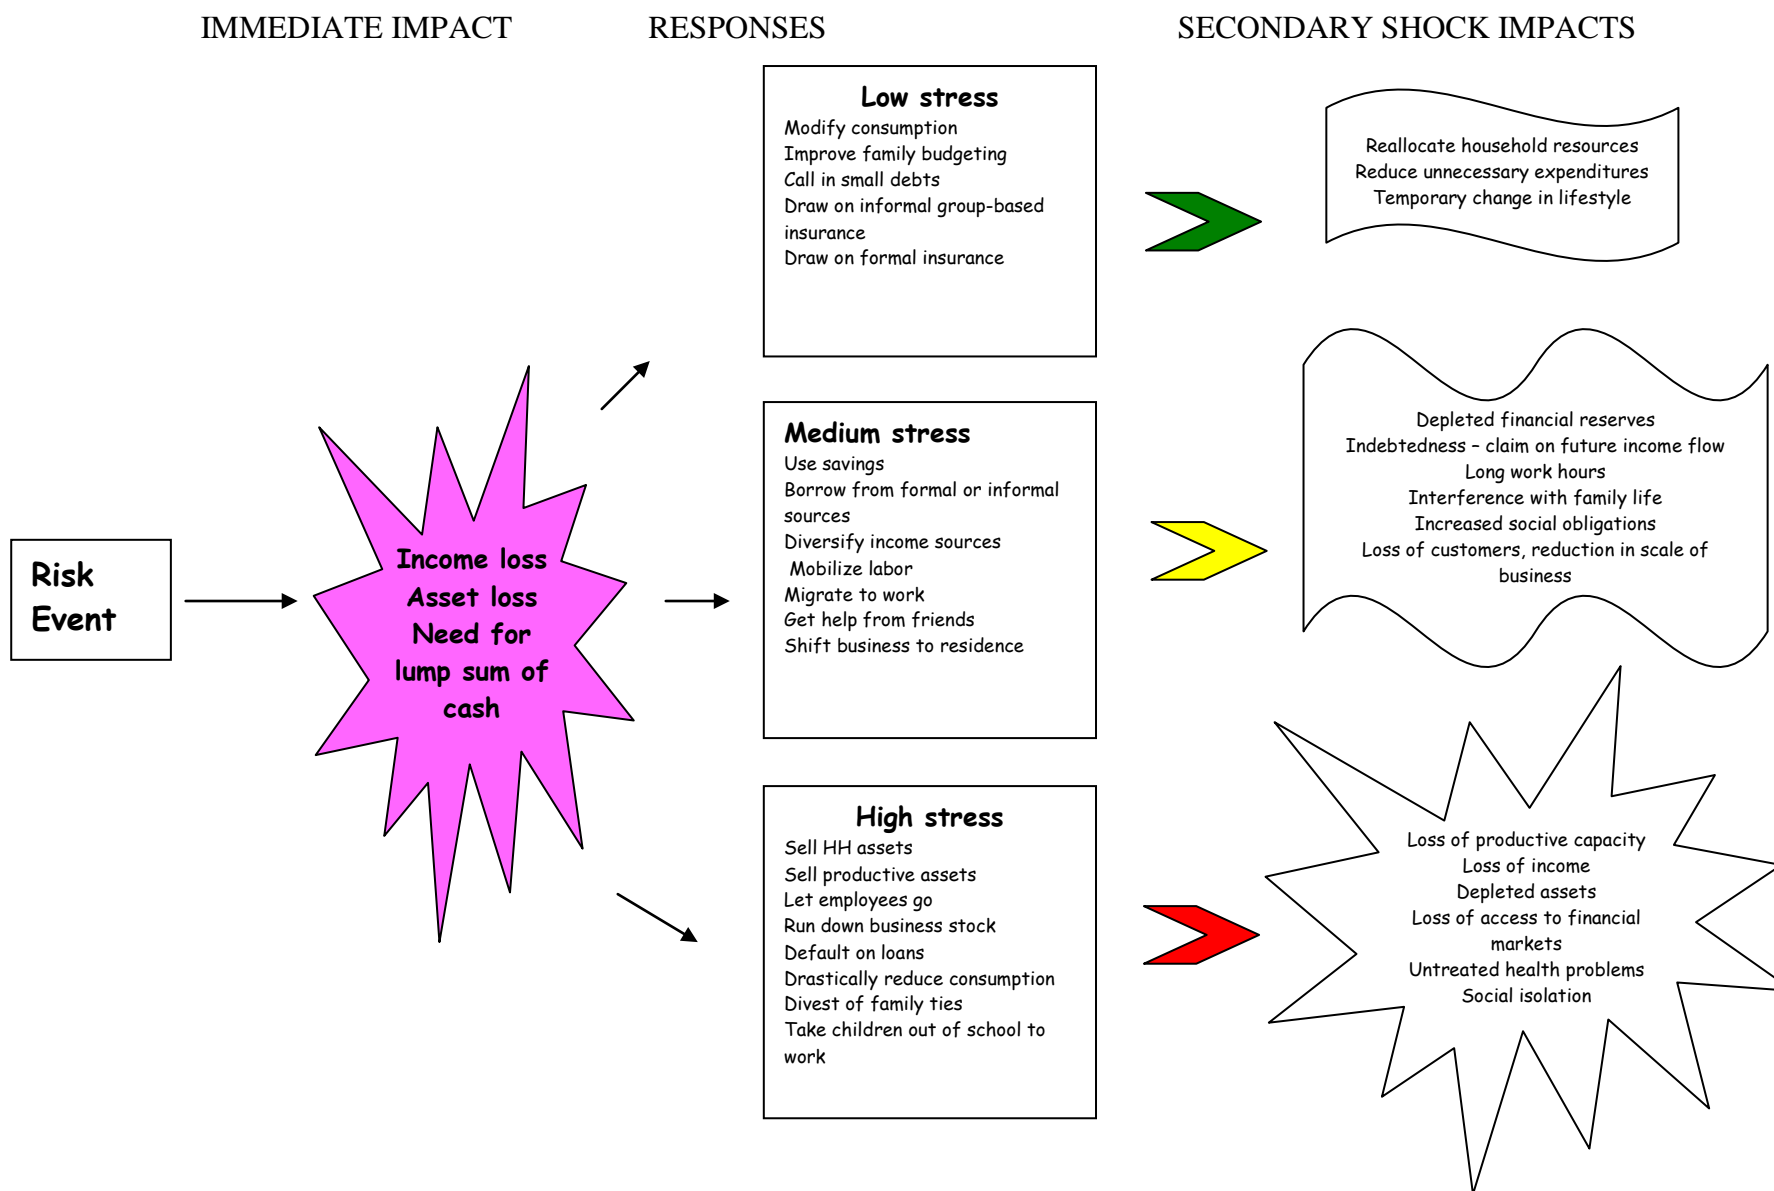 IMMEDIATE IMPACT
RESPONSES
SECONDARY SHOCK IMPACTS
Risk
Event
Income loss
Asset loss
Need for
lump sum of
cash
Low stress
Modify consumption
Improve family budgeting
Call in small debts
Draw on informal group-based
insurance
Draw on formal insurance
Reallocate household resources
Reduce unnecessary expenditures
Temporary change in lifestyle
Medium stress
Use savings
Borrow from formal or informal
sources
Diversify income sources
Mobilize labor
Migrate to work
Get help from friends
Shift business to residence
Depleted financial reserves
Indebtedness – claim on future income flow
Long work hours
Interference with family life
Increased social obligations
Loss of customers, reduction in scale of
business
High stress
Sell HH assets
Sell productive assets
Let employees go
Run down business stock
Default on loans
Drastically reduce consumption
Divest of family ties
Take children out of school to
work
Loss of productive capacity
Loss of income
Depleted assets
Loss of access to financial
markets
Untreated health problems
Social isolation